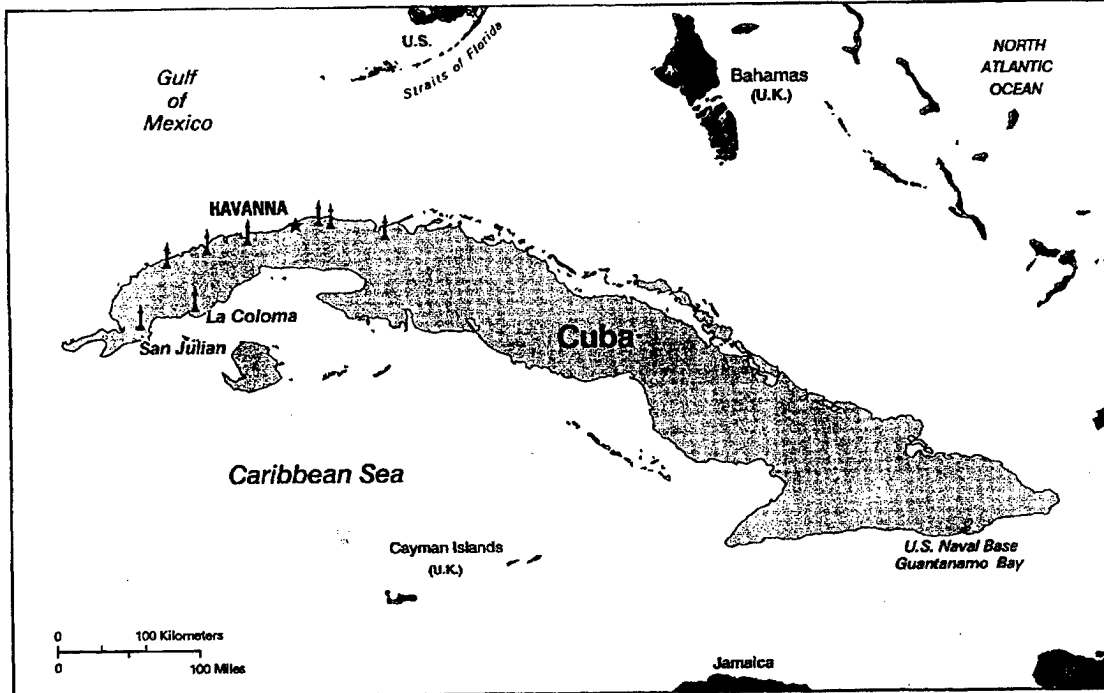 U.S.
Straits of Florida
Gulf
of
Mexico
Bahamas
(U.K.)
NORTH
ATLANTIC
OCEAN
HAVANNA
La Coloma
San Julian
Cuba
Caribbean Sea
U.S. Naval Base
Guantanamo Bay
Cayman Islands
(U.K.)
0 100 Kilometers
0 100 Miles
Jamaica